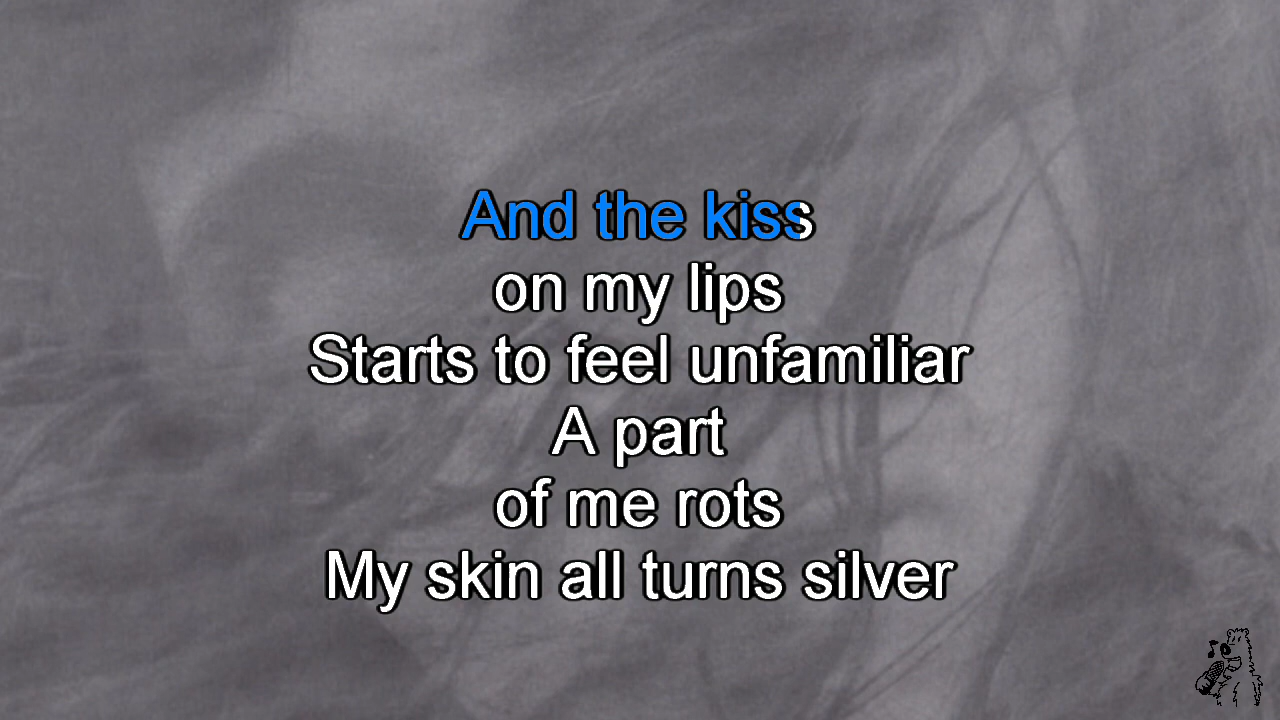 And the kiss
on my lips
Starts to feel unfamiliar
A part
of me rots
My skin all turns silver